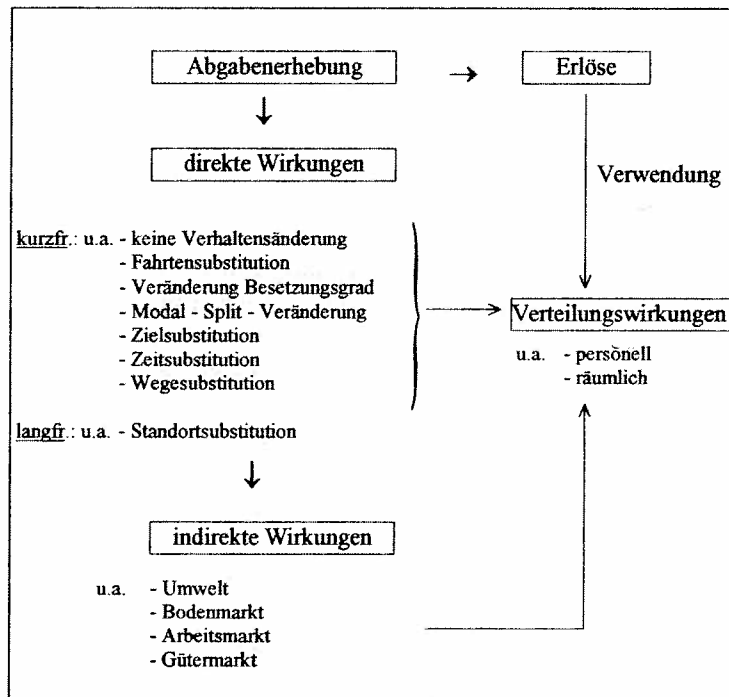 Abgabenerhebung → Erlöse
↓
direkte Wirkungen
Verwendung
kurzfr.: u.a. - keine Verhaltensänderung
- Fahrtensubstitution
- Veränderung Besetzungsgrad
- Modal - Split - Veränderung
- Zielsubstitution
- Zeitsubstitution
- Wegesubstitution
Verteilungswirkungen
u.a. - personell
- räumlich
langfr.: u.a. - Standortsubstitution
↓
indirekte Wirkungen
u.a. - Umwelt
- Bodenmarkt
- Arbeitsmarkt
- Gütermarkt